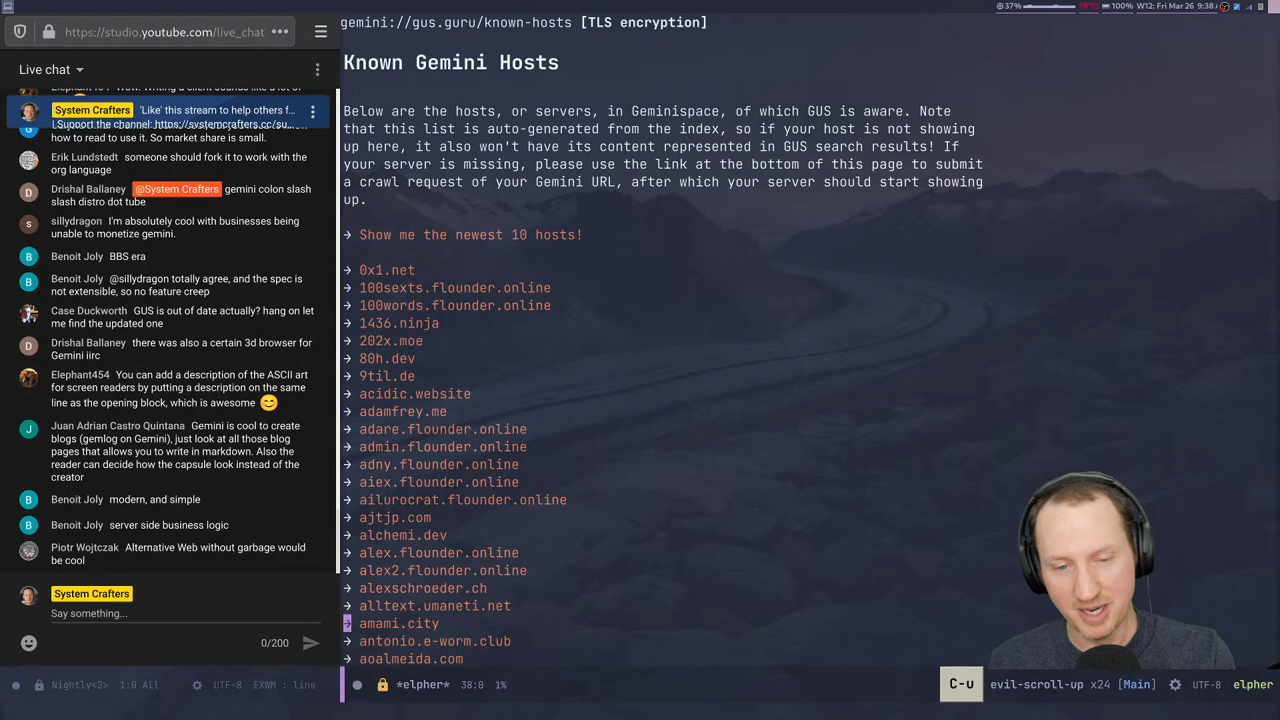 37%
100% W12: Fri Mar 26 9:38
https://studio.youtube.com/live_chat
Live chat
System Crafters 'Like' this stream to help others f...
! Support the channel: https://systemcrafters.cc/su...
how to read to use it. So market share is small.
Erik Lundstedt someone should fork it to work with the
org language
Drishal Ballaney @System Crafters gemini colon slash
slash distro dot tube
sillydragon I'm absolutely cool with businesses being
unable to monetize gemini.
Benoit Joly BBS era
Benoit Joly @sillydragon totally agree, and the spec is
not extensible, so no feature creep
Case Duckworth GUS is out of date actually? hang on let
me find the updated one
Drishal Ballaney there was also a certain 3d browser for
Gemini iirc
Elephant454 You can add a description of the ASCII art
for screen readers by putting a description on the same
line as the opening block, which is awesome 😊
Juan Adrian Castro Quintana Gemini is cool to create
blogs (gemlog on Gemini), just look at all those blog
pages that allows you to write in markdown. Also the
reader can decide how the capsule look instead of the
creator
Benoit Joly modern, and simple
Benoit Joly server side business logic
Piotr Wojtczak Alternative Web without garbage would
be cool
System Crafters
Say something...
0/200
Nightly<2> 1:0 All UTF-8 EXWM : line
gemini://gus.guru/known-hosts [TLS encryption]
Known Gemini Hosts
Below are the hosts, or servers, in Geminispace, of which GUS is aware. Note
that this list is auto-generated from the index, so if your host is not showing
up here, it also won't have its content represented in GUS search results! If
your server is missing, please use the link at the bottom of this page to submit
a crawl request of your Gemini URL, after which your server should start showing
up.
→ Show me the newest 10 hosts!
→ 0x1.net
→ 100sexts.flounder.online
→ 100words.flounder.online
→ 1436.ninja
→ 202x.moe
→ 80h.dev
→ 9til.de
→ acidic.website
→ adamfrey.me
→ adare.flounder.online
→ admin.flounder.online
→ adny.flounder.online
→ aiex.flounder.online
→ ailurocrat.flounder.online
→ ajtjp.com
→ alchemi.dev
→ alex.flounder.online
→ alex2.flounder.online
→ alexschroeder.ch
→ alltext.umaneti.net
→ amami.city
→ antonio.e-worm.club
→ aoalmeida.com
*elpher* 38:0 1%
C-u evil-scroll-up x24 [Main] UTF-8 elpher